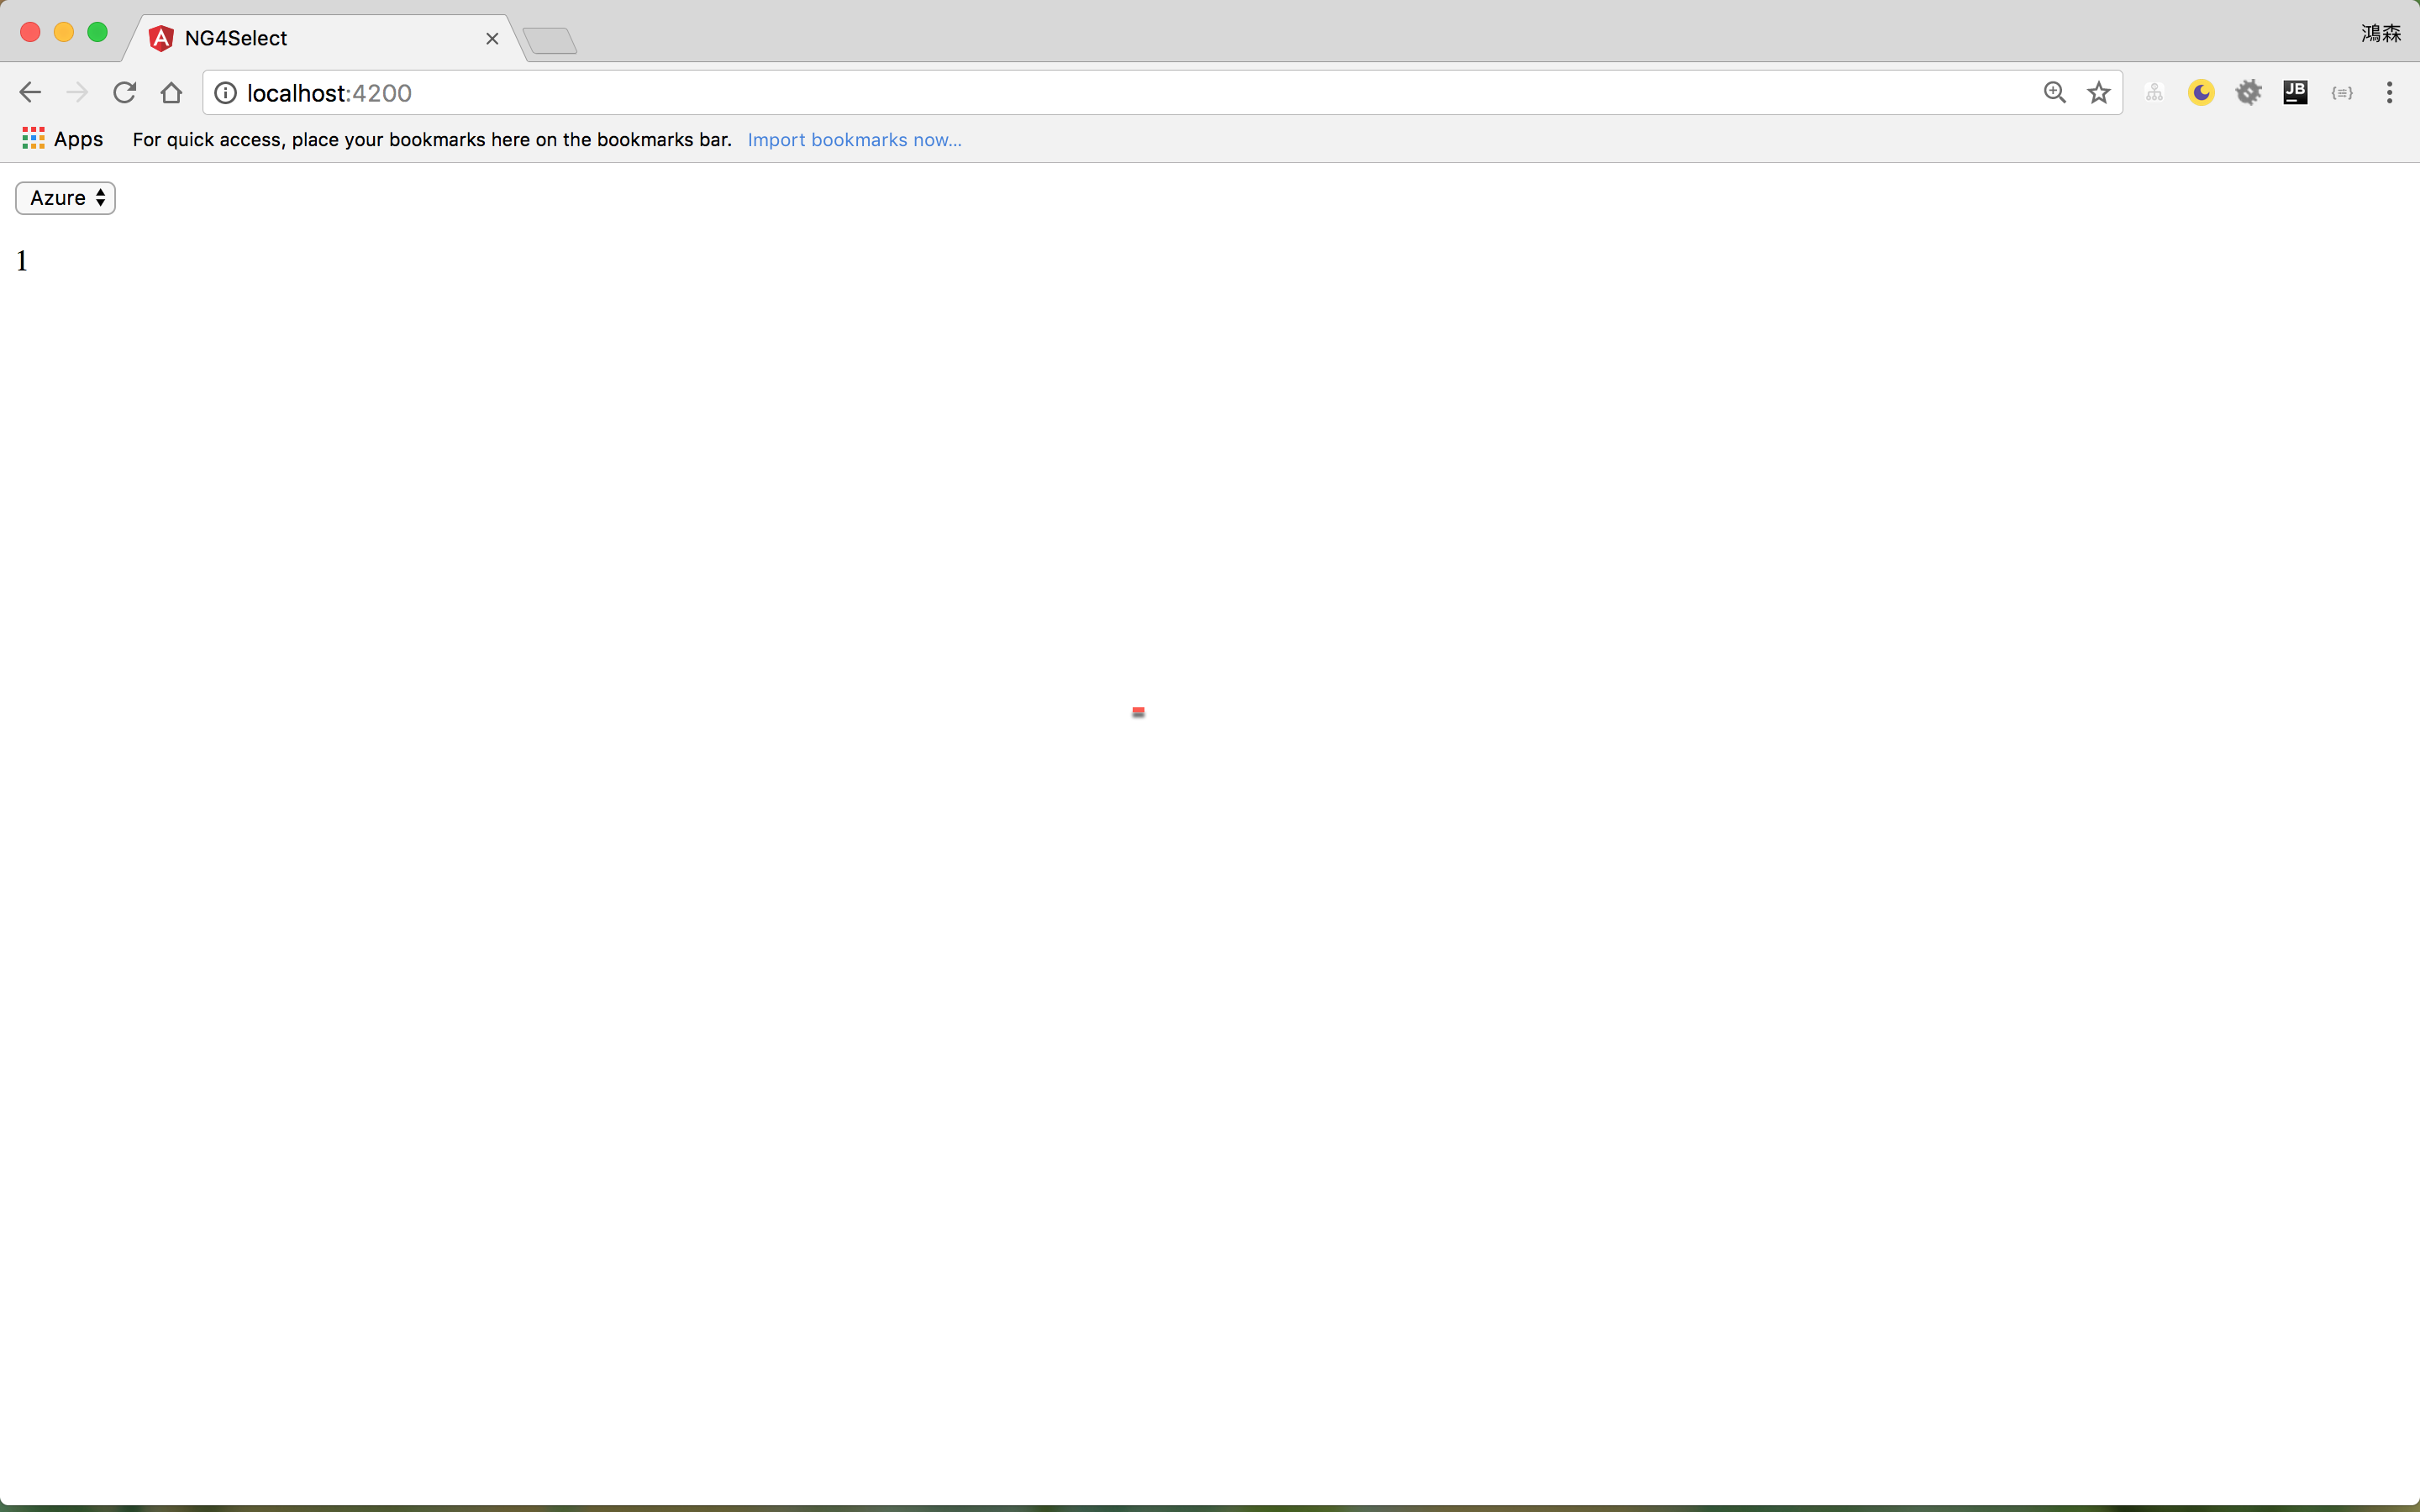 NG4Select
鴻森
localhost:4200
JB
{≡}
Apps For quick access, place your bookmarks here on the bookmarks bar. Import bookmarks now...
Azure
1